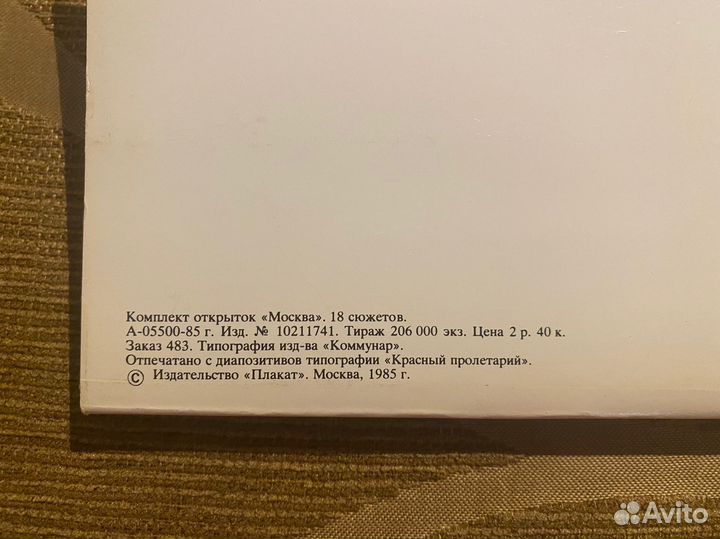 Комплект открыток «Москва». 18 сюжетов.
А-05500-85 г. Изд. № 10211741. Тираж 206 000 экз. Цена 2 р. 40 к.
Заказ 483. Типография изд-ва «Коммунар».
Отпечатано с диапозитивов типографии «Красный пролетарий».
© Издательство «Плакат». Москва, 1985 г.
Avito